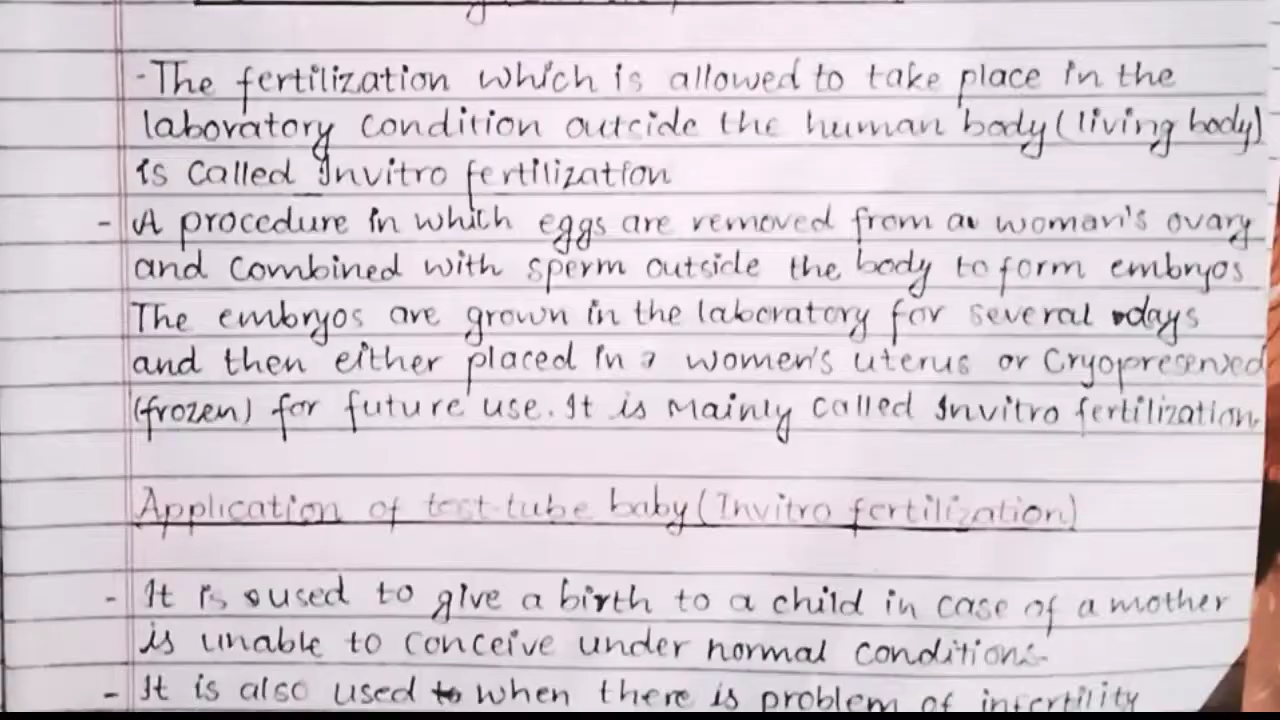 - The fertilization which is allowed to take place in the
laboratory condition outside the human body (living body)
is called Invitro fertilization
- A procedure in which eggs are removed from a woman's ovary
and combined with sperm outside the body to form embryos
The embryos are grown in the laboratory for several days
and then either placed in a women's uterus or Cryopreserved
(frozen) for future use. It is mainly called Invitro fertilization.
Application of test-tube baby (Invitro fertilization)
- It is used to give a birth to a child in case of a mother
is unable to conceive under normal conditions.
- It is also used to when there is problem of infertility